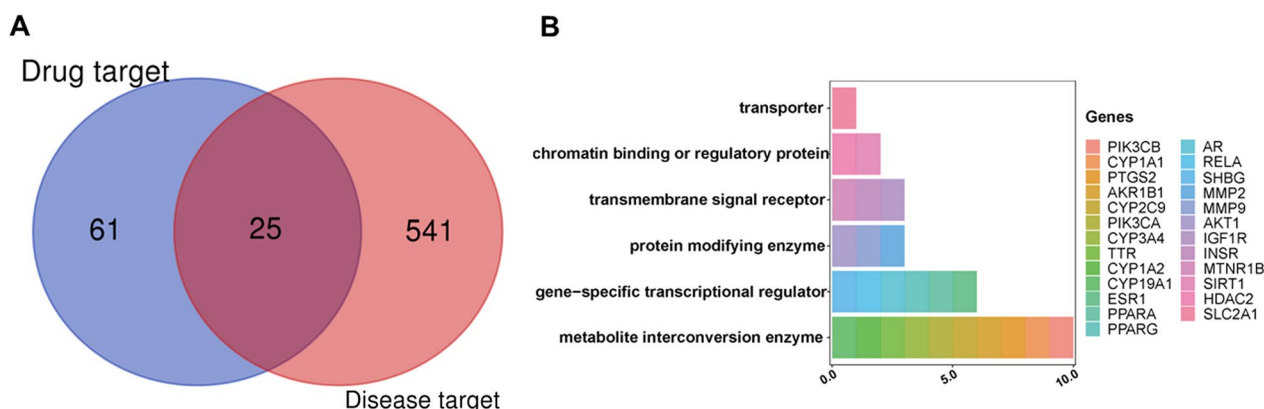 A
Drug target
61
25
541
Disease target
B
transporter
chromatin binding or regulatory protein
transmembrane signal receptor
protein modifying enzyme
gene−specific transcriptional regulator
metabolite interconversion enzyme
0.0
5.0
10.0
Genes
PIK3CB
CYP1A1
PTGS2
AKR1B1
CYP2C9
PIK3CA
CYP3A4
TTR
CYP1A2
CYP19A1
ESR1
PPARA
PPARG
AR
RELA
SHBG
MMP2
MMP9
AKT1
IGF1R
INSR
MTNR1B
SIRT1
HDAC2
SLC2A1